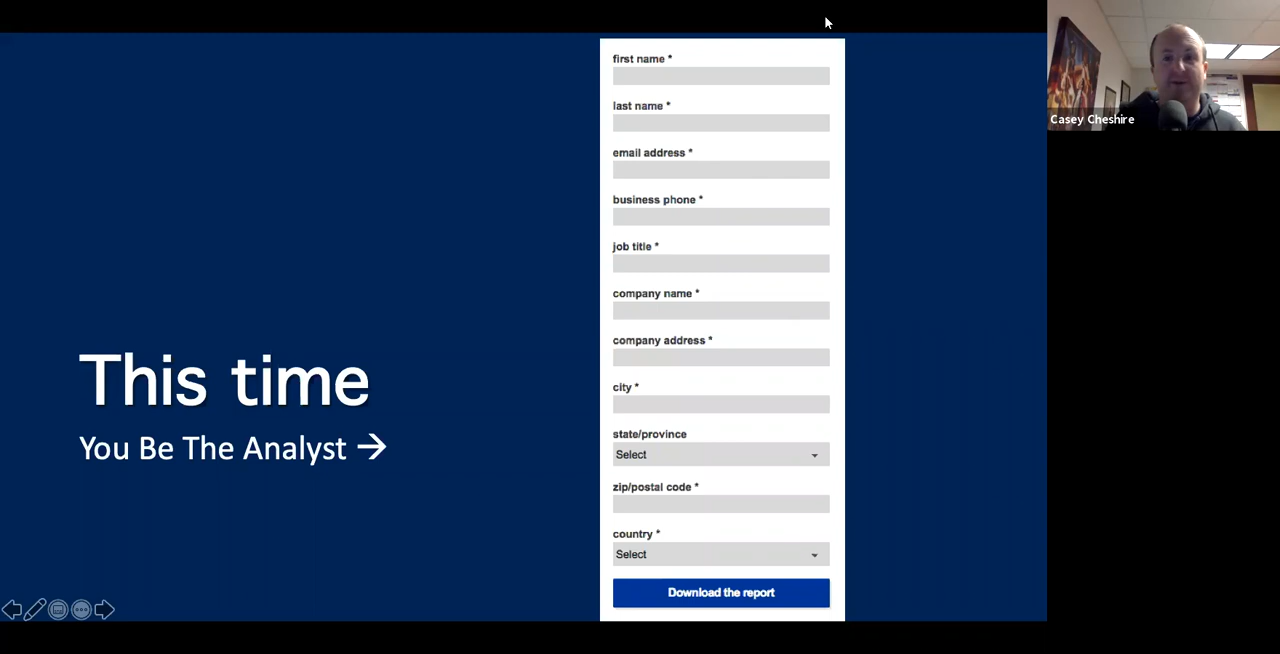 This time
You Be The Analyst →
first name *
last name *
email address *
business phone *
job title *
company name *
company address *
city *
state/province
Select
zip/postal code *
country *
Select
Download the report
Casey Cheshire